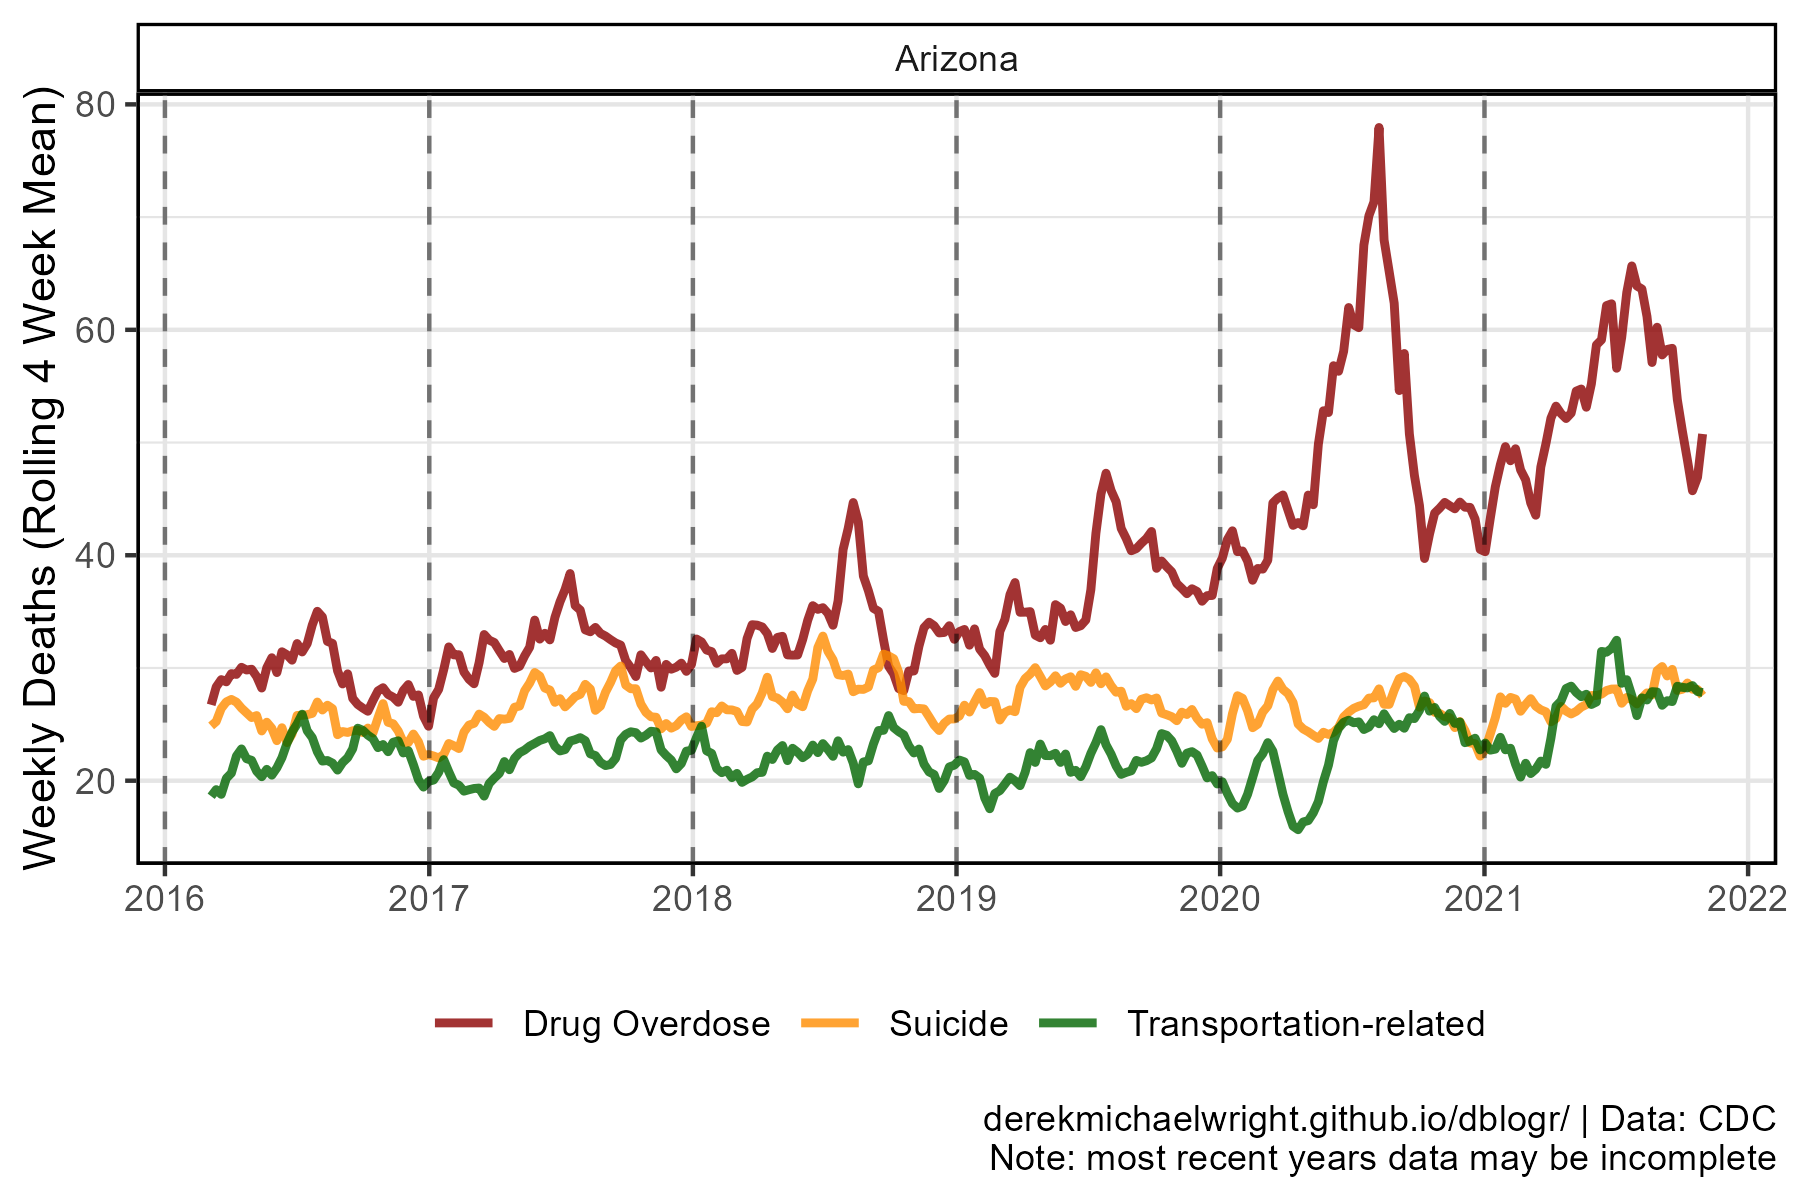 Arizona
Weekly Deaths (Rolling 4 Week Mean)
80
60
40
20
2016 2017 2018 2019 2020 2021 2022
Drug Overdose Suicide Transportation-related
derekmichaelwright.github.io/dblogr/ | Data: CDC
Note: most recent years data may be incomplete